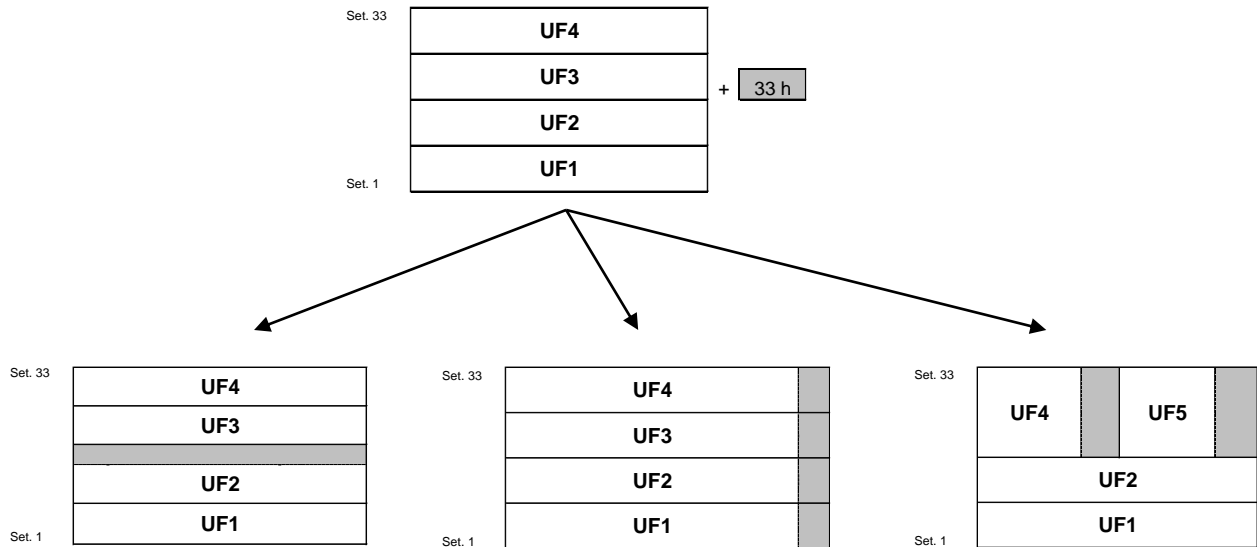 Set. 33
UF4
UF3
+ 33 h
UF2
UF1
Set. 1
Set. 33
UF4
UF3
UF2
UF1
Set. 1
Set. 33
UF4
UF3
UF2
UF1
Set. 1
Set. 33
UF4 UF5
UF2
UF1
Set. 1